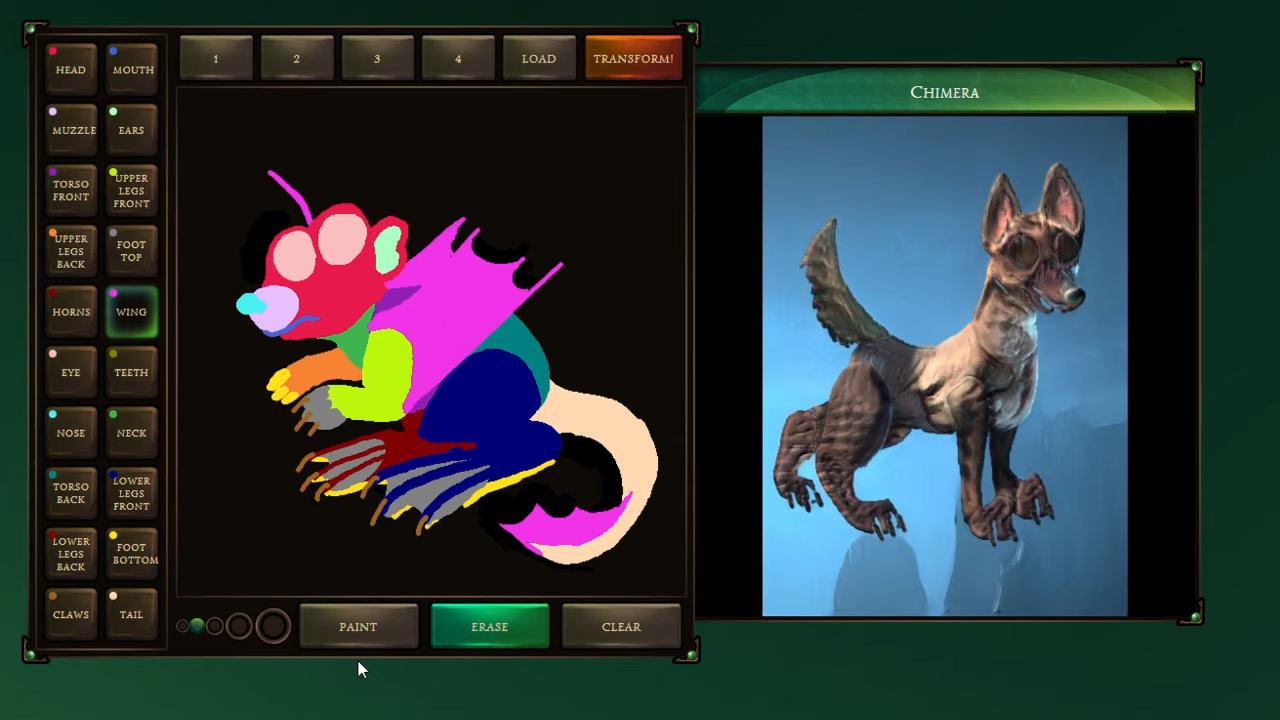 1
2
3
4
LOAD
TRANSFORM!
HEAD
MOUTH
MUZZLE
EARS
TORSO
FRONT
UPPER
LEGS
FRONT
UPPER
LEGS
BACK
FOOT
TOP
HORNS
WING
EYE
TEETH
NOSE
NECK
TORSO
BACK
LOWER
LEGS
FRONT
LOWER
LEGS
BACK
FOOT
BOTTOM
CLAWS
TAIL
PAINT
ERASE
CLEAR
CHIMERA